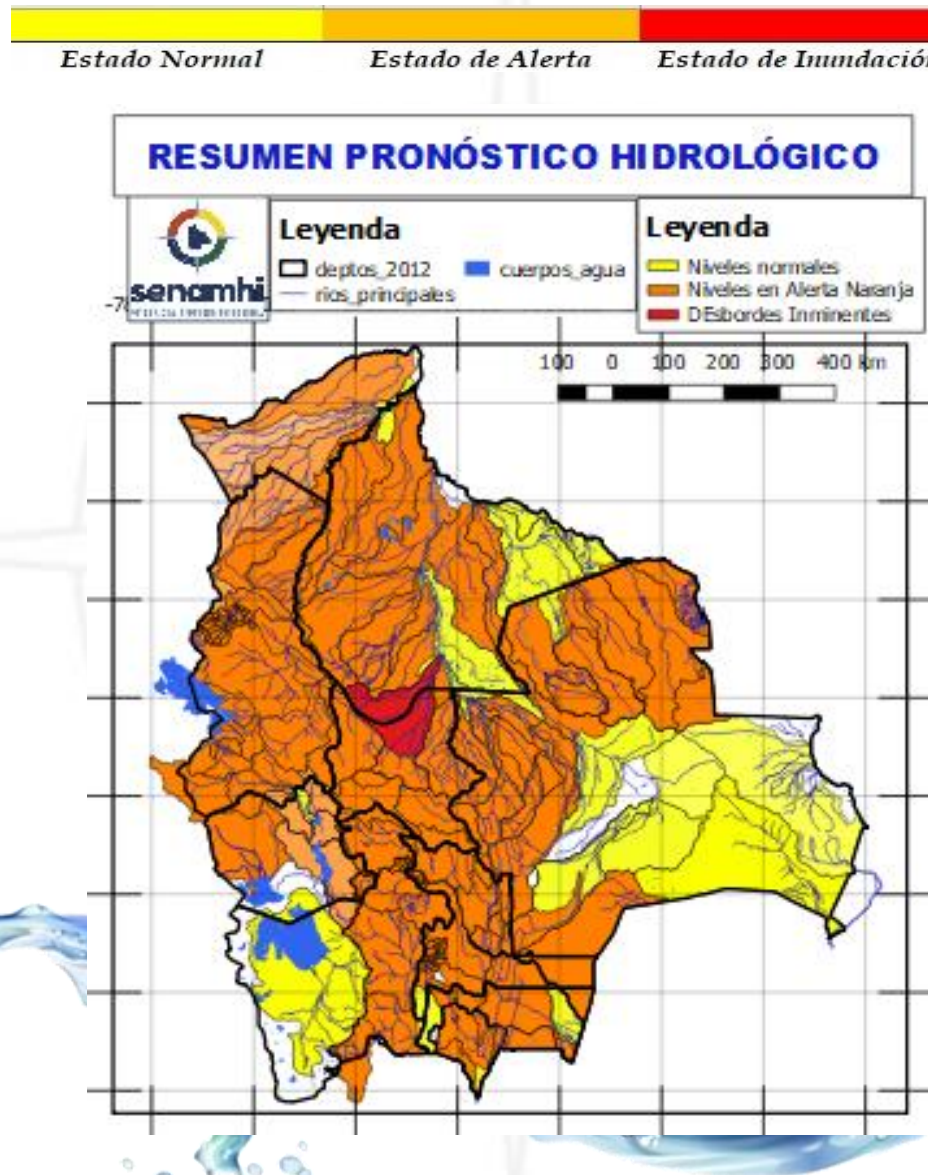 Estado Normal Estado de Alerta Estado de Inundación
RESUMEN PRONÓSTICO HIDROLÓGICO
senamhi
Leyenda
deptos_2012 cuerpos_agua
rios_principales
Leyenda
Niveles normales
Niveles en Alerta Naranja
DEsbordes Inminentes
100 0 100 200 300 400 km